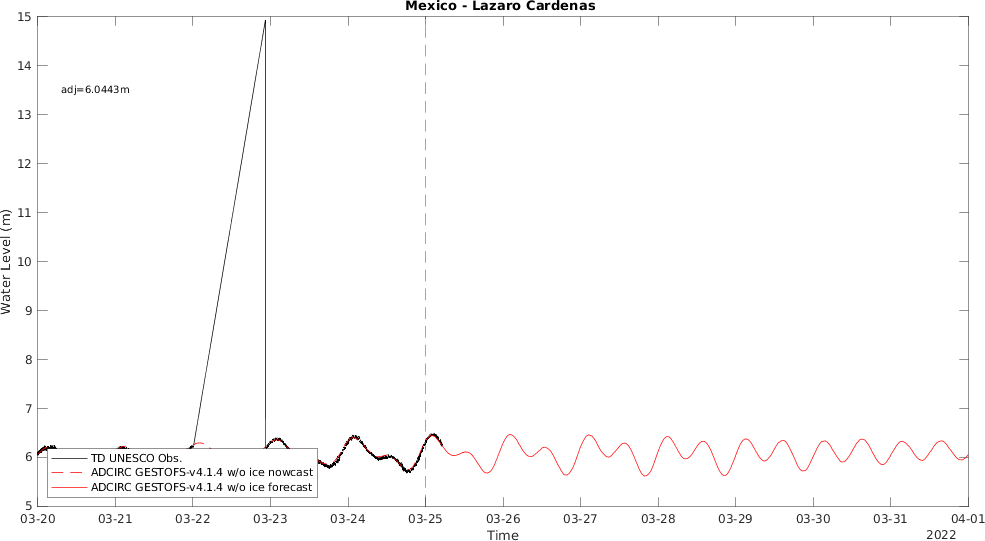 Mexico - Lazaro Cardenas
Water Level (m)
15
14
13
12
11
10
9
8
7
6
5
adj=6.0443m
TD UNESCO Obs.
ADCIRC GESTOFS-v4.1.4 w/o ice nowcast
ADCIRC GESTOFS-v4.1.4 w/o ice forecast
03-20 03-21 03-22 03-23 03-24 03-25 03-26 03-27 03-28 03-29 03-30 03-31 04-01
Time
2022